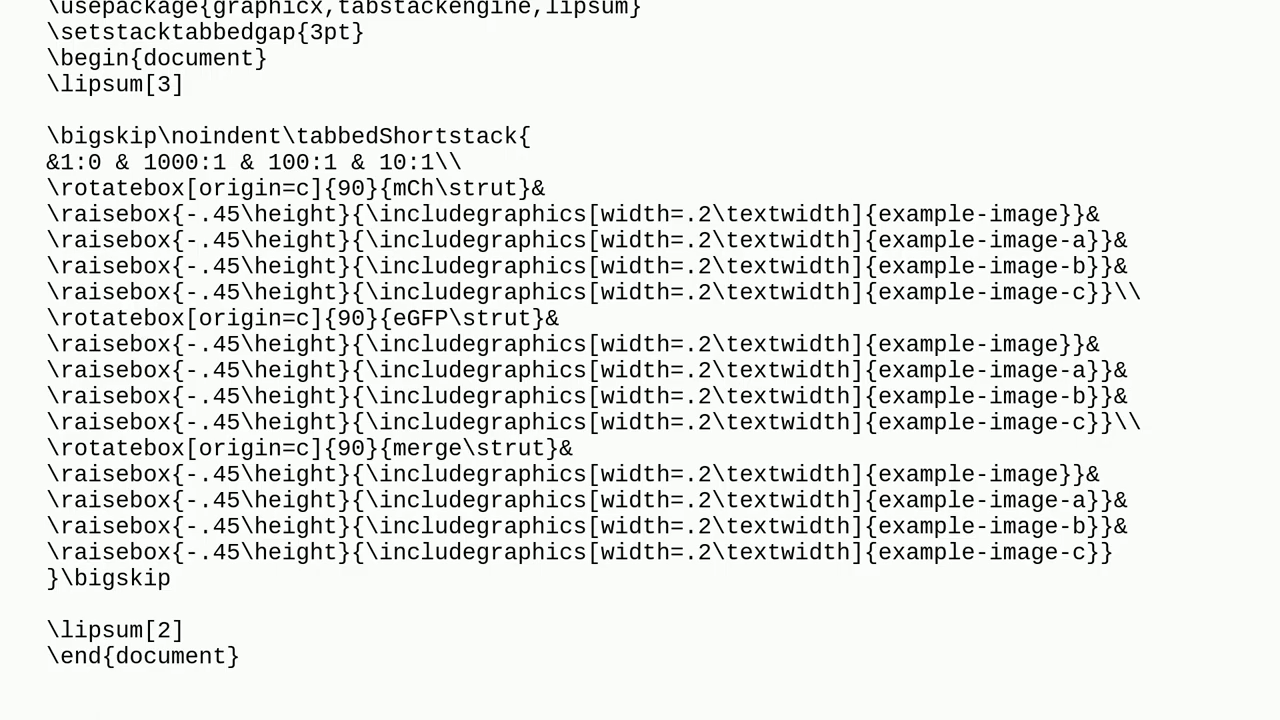 \usepackage{graphicx,tabstackengine,lipsum}
\setstacktabbedgap{3pt}
\begin{document}
\lipsum[3]
\bigskip\noindent\tabbedShortstack{
&1:0 & 1000:1 & 100:1 & 10:1\\
\rotatebox[origin=c]{90}{mCh\strut}&
\raisebox{-.45\height}{\includegraphics[width=.2\textwidth]{example-image}}&
\raisebox{-.45\height}{\includegraphics[width=.2\textwidth]{example-image-a}}&
\raisebox{-.45\height}{\includegraphics[width=.2\textwidth]{example-image-b}}&
\raisebox{-.45\height}{\includegraphics[width=.2\textwidth]{example-image-c}}\\
\rotatebox[origin=c]{90}{eGFP\strut}&
\raisebox{-.45\height}{\includegraphics[width=.2\textwidth]{example-image}}&
\raisebox{-.45\height}{\includegraphics[width=.2\textwidth]{example-image-a}}&
\raisebox{-.45\height}{\includegraphics[width=.2\textwidth]{example-image-b}}&
\raisebox{-.45\height}{\includegraphics[width=.2\textwidth]{example-image-c}}\\
\rotatebox[origin=c]{90}{merge\strut}&
\raisebox{-.45\height}{\includegraphics[width=.2\textwidth]{example-image}}&
\raisebox{-.45\height}{\includegraphics[width=.2\textwidth]{example-image-a}}&
\raisebox{-.45\height}{\includegraphics[width=.2\textwidth]{example-image-b}}&
\raisebox{-.45\height}{\includegraphics[width=.2\textwidth]{example-image-c}}
}\bigskip
\lipsum[2]
\end{document}